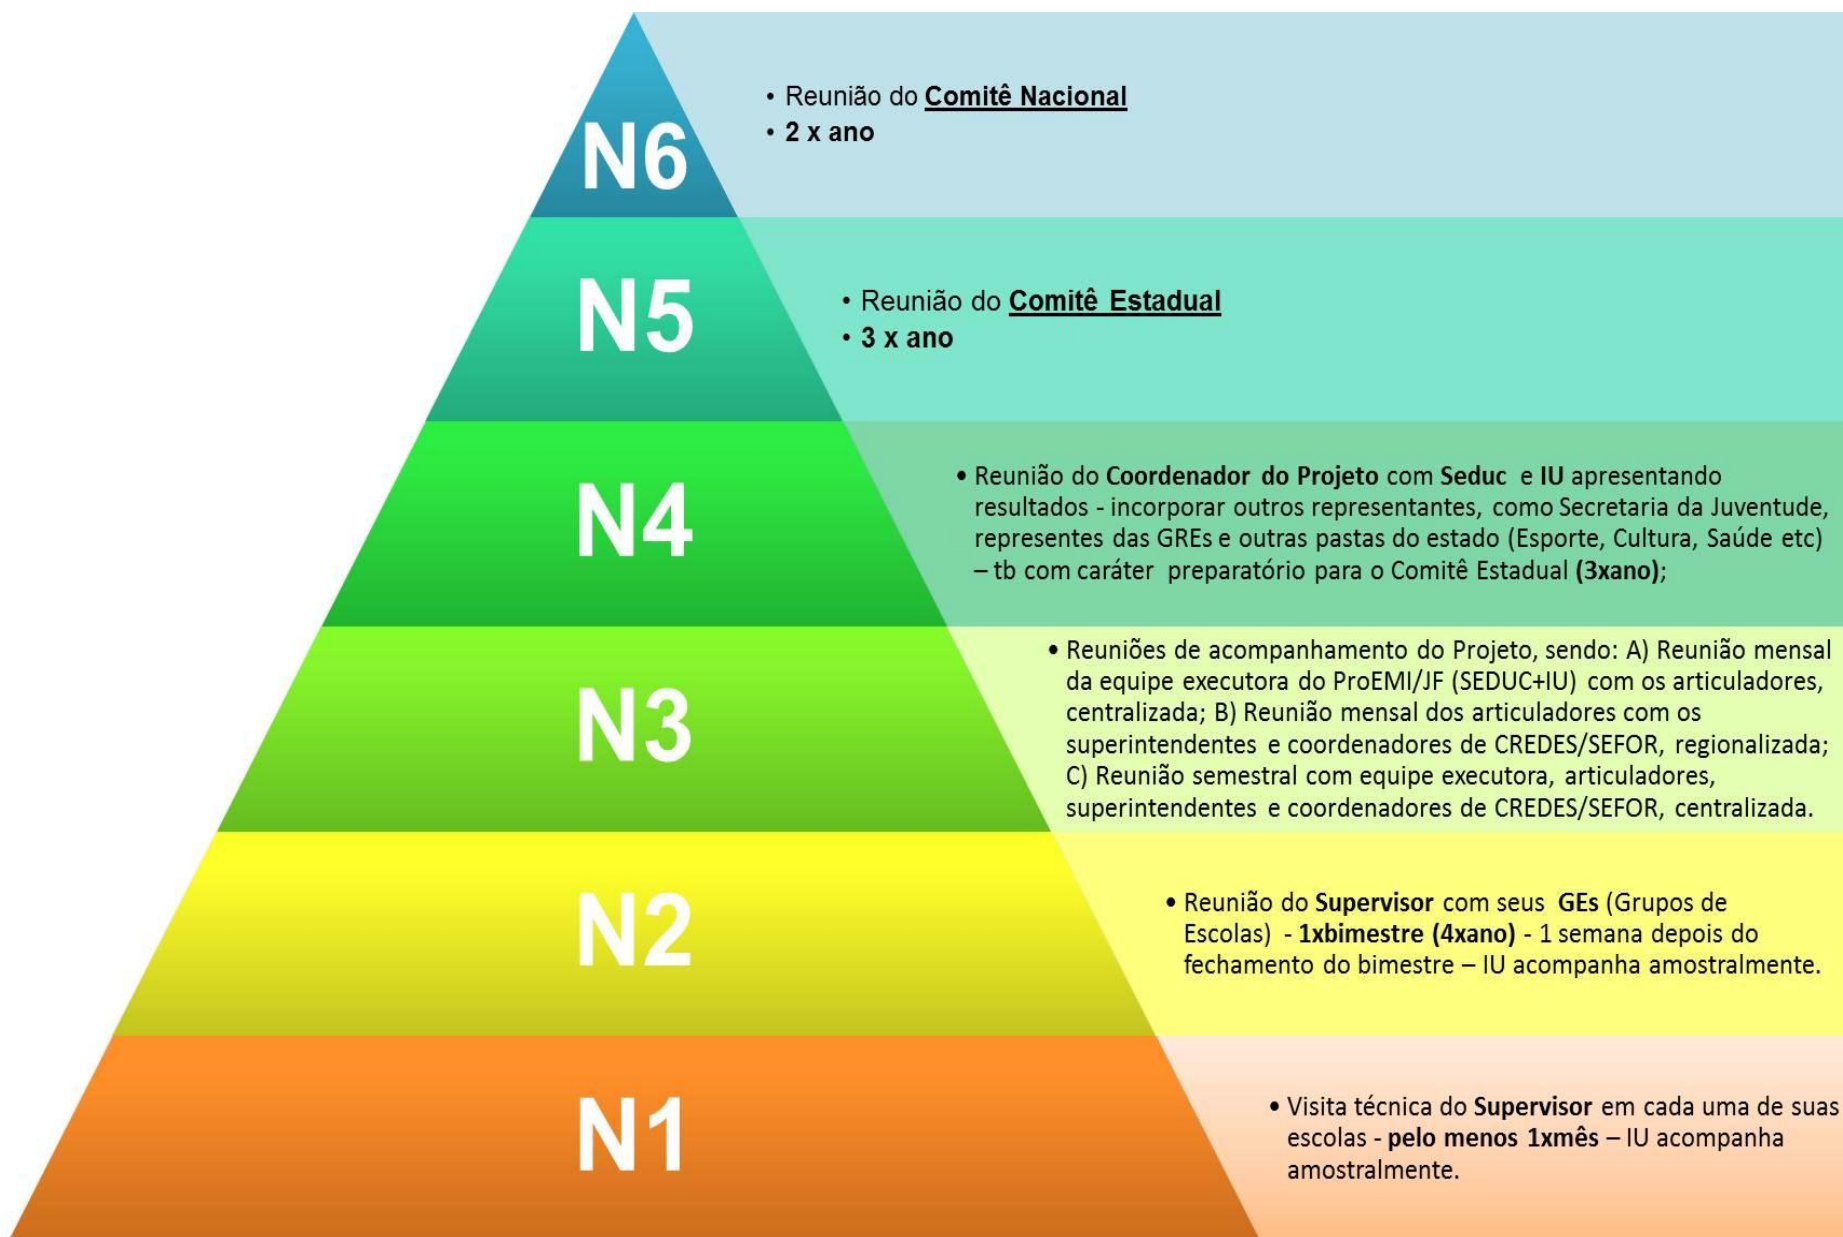 N6
• Reunião do Comitê Nacional
• 2 x ano
N5
• Reunião do Comitê Estadual
• 3 x ano
N4
• Reunião do Coordenador do Projeto com Seduc e IU apresentando
resultados - incorporar outros representantes, como Secretaria da Juventude,
representes das GREs e outras pastas do estado (Esporte, Cultura, Saúde etc)
– tb com caráter preparatório para o Comitê Estadual (3xano);
N3
• Reuniões de acompanhamento do Projeto, sendo: A) Reunião mensal
da equipe executora do ProEMI/JF (SEDUC+IU) com os articuladores,
centralizada; B) Reunião mensal dos articuladores com os
superintendentes e coordenadores de CREDES/SEFOR, regionalizada;
C) Reunião semestral com equipe executora, articuladores,
superintendentes e coordenadores de CREDES/SEFOR, centralizada.
N2
• Reunião do Supervisor com seus GEs (Grupos de
Escolas) - 1xbimestre (4xano) - 1 semana depois do
fechamento do bimestre – IU acompanha amostralmente.
N1
• Visita técnica do Supervisor em cada uma de suas
escolas - pelo menos 1xmês – IU acompanha
amostralmente.